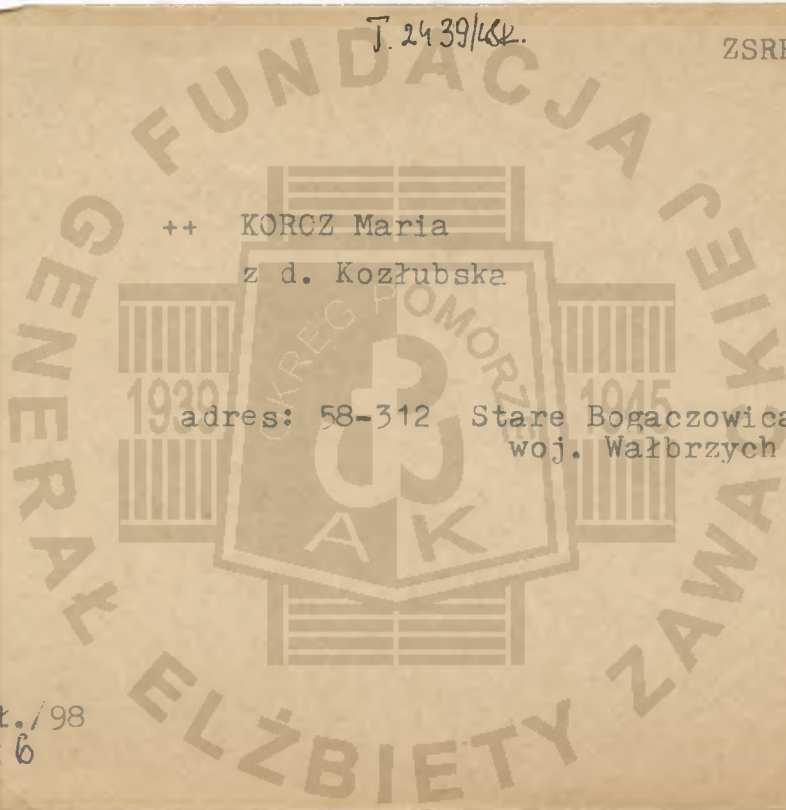 T. 2439/WSK.
ZSRR
++ KORCZ Maria
z d. Kozłubska
adres: 58-312 Stare Bogaczowica
woj. Wałbrzych
ł./98
6
FUNDACJA GENERAŁ ELŻBIETY ZAWACKIEJ
OKRĘG POMORZE
1939 1945
AK